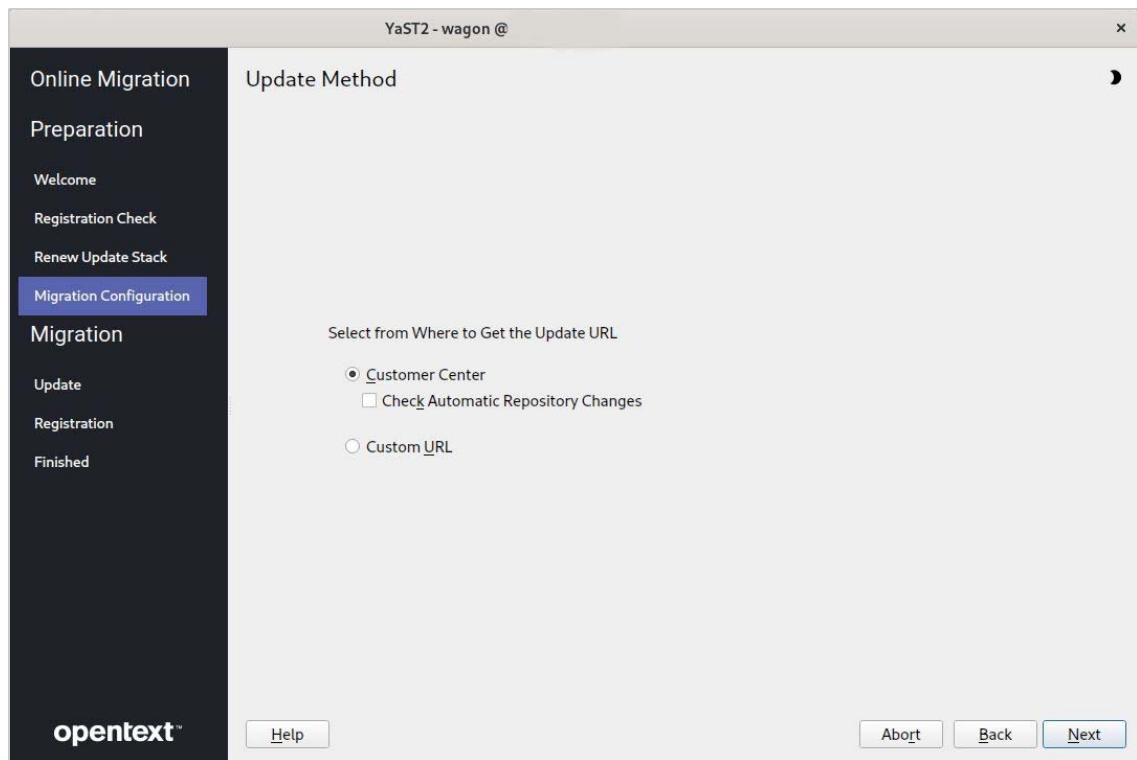 YaST2 - wagon @
Online Migration
Preparation
Welcome
Registration Check
Renew Update Stack
Migration Configuration
Migration
Update
Registration
Finished
opentext™
Update Method
Select from Where to Get the Update URL
Customer Center
Check Automatic Repository Changes
Custom URL
Help
Abort
Back
Next